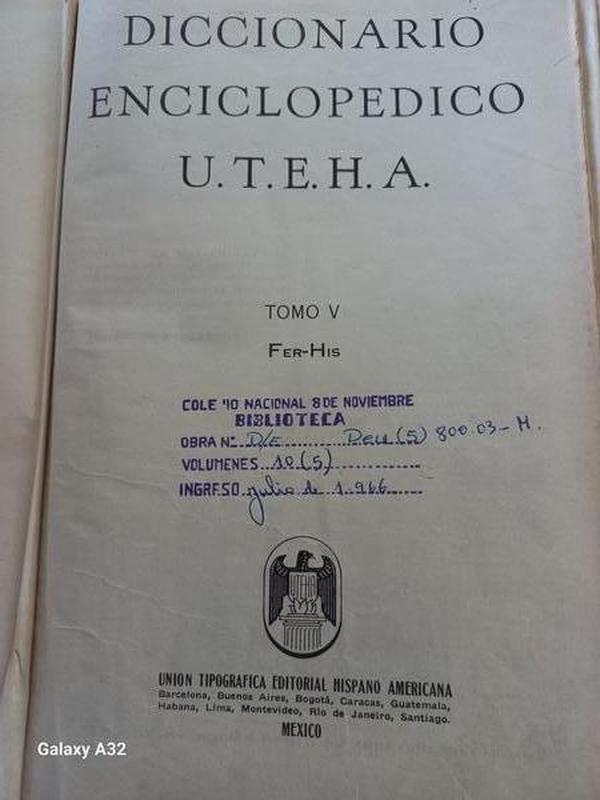 DICCIONARIO
ENCICLOPEDICO
U.T.E.H.A.
TOMO V
FER-HIS
COLE '10 NACIONAL 8 DE NOVIEMBRE
BIBLIOTECA
OBRA Nº D/E (5) 800.03-H.
VOLUMENES 10 (5)
INGRESO julio de 1.966
UTEHA
UNION TIPOGRAFICA EDITORIAL HISPANO AMERICANA
Barcelona, Buenos Aires, Bogotá, Caracas, Guatemala,
Habana, Lima, Montevideo, Río de Janeiro, Santiago.
MEXICO
Galaxy A32